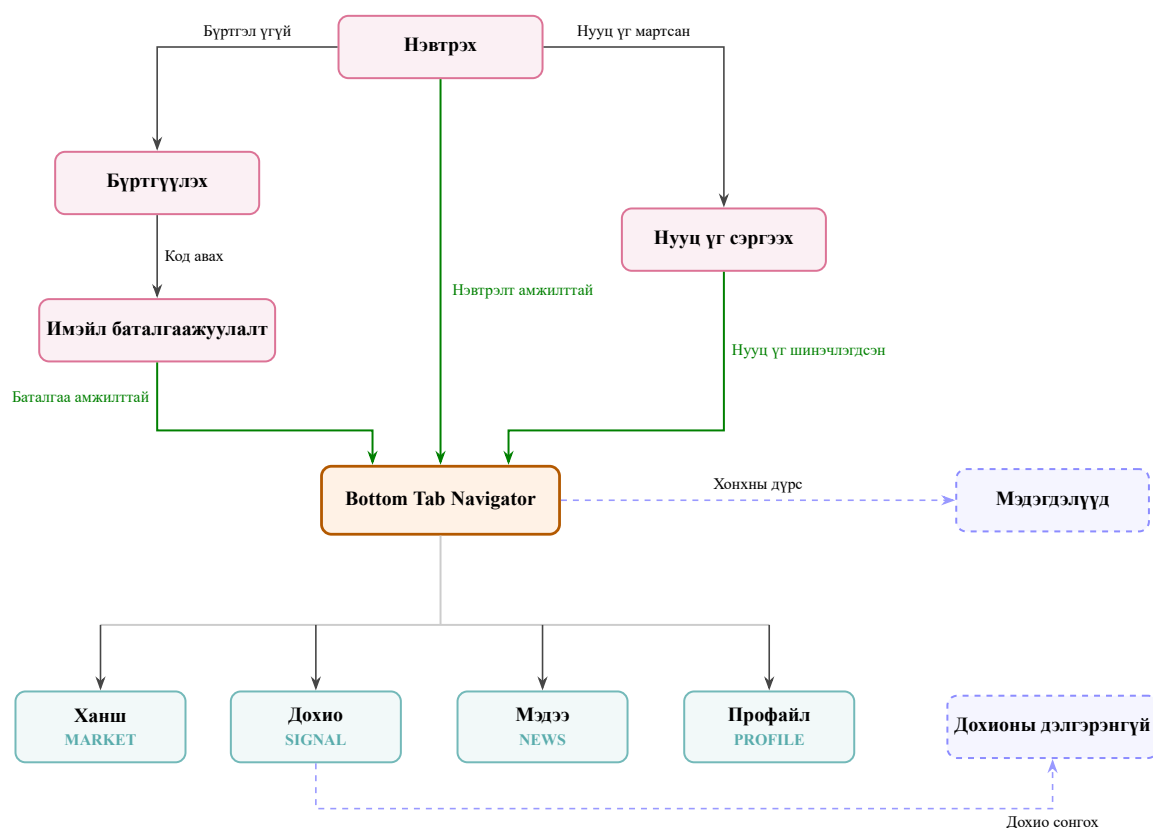 Бүртгэл үгүй
Нэвтрэх
Нууц үг мартсан
Бүртгүүлэх
Нууц үг сэргээх
Код авах
Нэвтрэлт амжилттай
Имэйл баталгаажуулалт
Нууц үг шинэчлэгдсэн
Баталгаа амжилттай
Bottom Tab Navigator
Хонхны дүрс
Мэдэгдэлүүд
Ханш
MARKET
Дохио
SIGNAL
Мэдээ
NEWS
Профайл
PROFILE
Дохионы дэлгэрэнгүй
Дохио сонгох